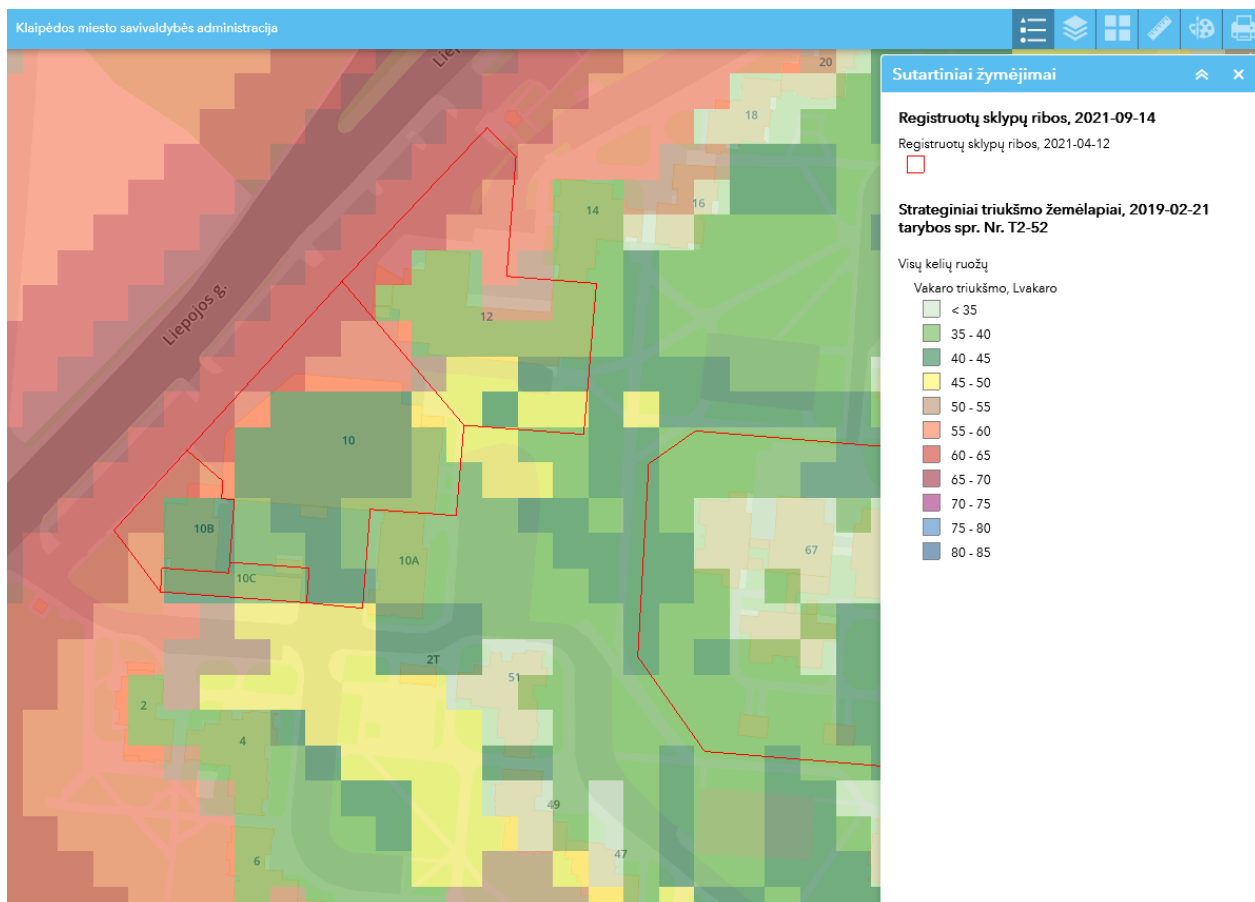 Klaipėdos miesto savivaldybės administracija
Sutartiniai žymėjimai
Registruotų sklypų ribos, 2021-09-14
Registruotų sklypų ribos, 2021-04-12
Strateginiai triukšmo žemėlapiai, 2019-02-21
tarybos spr. Nr. T2-52
Visų kelių ruožų
Vakaro triukšmo, Lvakaro
< 35
35 - 40
40 - 45
45 - 50
50 - 55
55 - 60
60 - 65
65 - 70
70 - 75
75 - 80
80 - 85
20
18
16
14
12
Liepojos g.
10
10B
10A
10C
67
2T
51
2
4
49
47
6